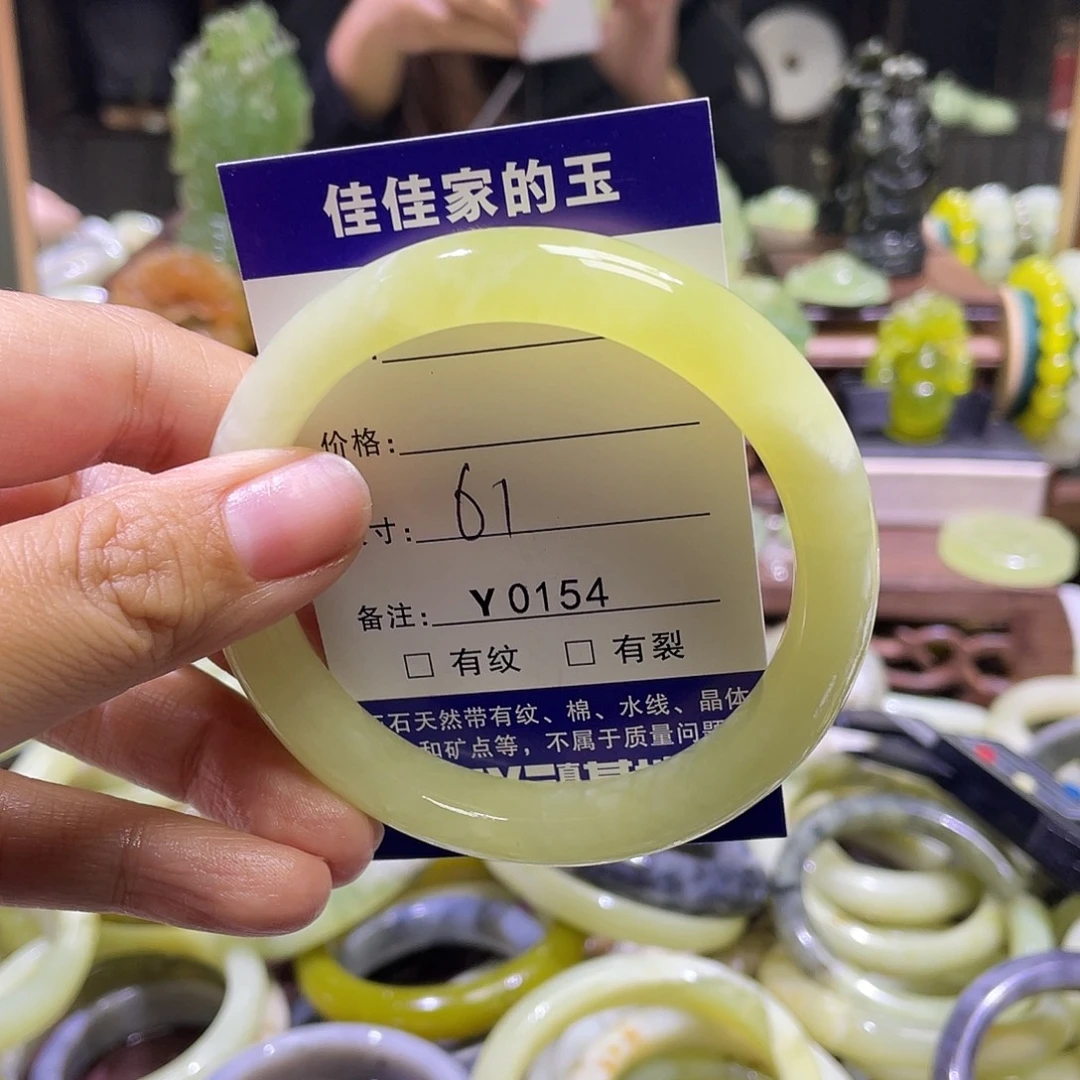 佳佳家的玉
价格:
寸: 61
备注: Y0154
□ 有纹 □ 有裂
石天然带有纹、棉、水线、晶体
和矿点等，不属于质量问题